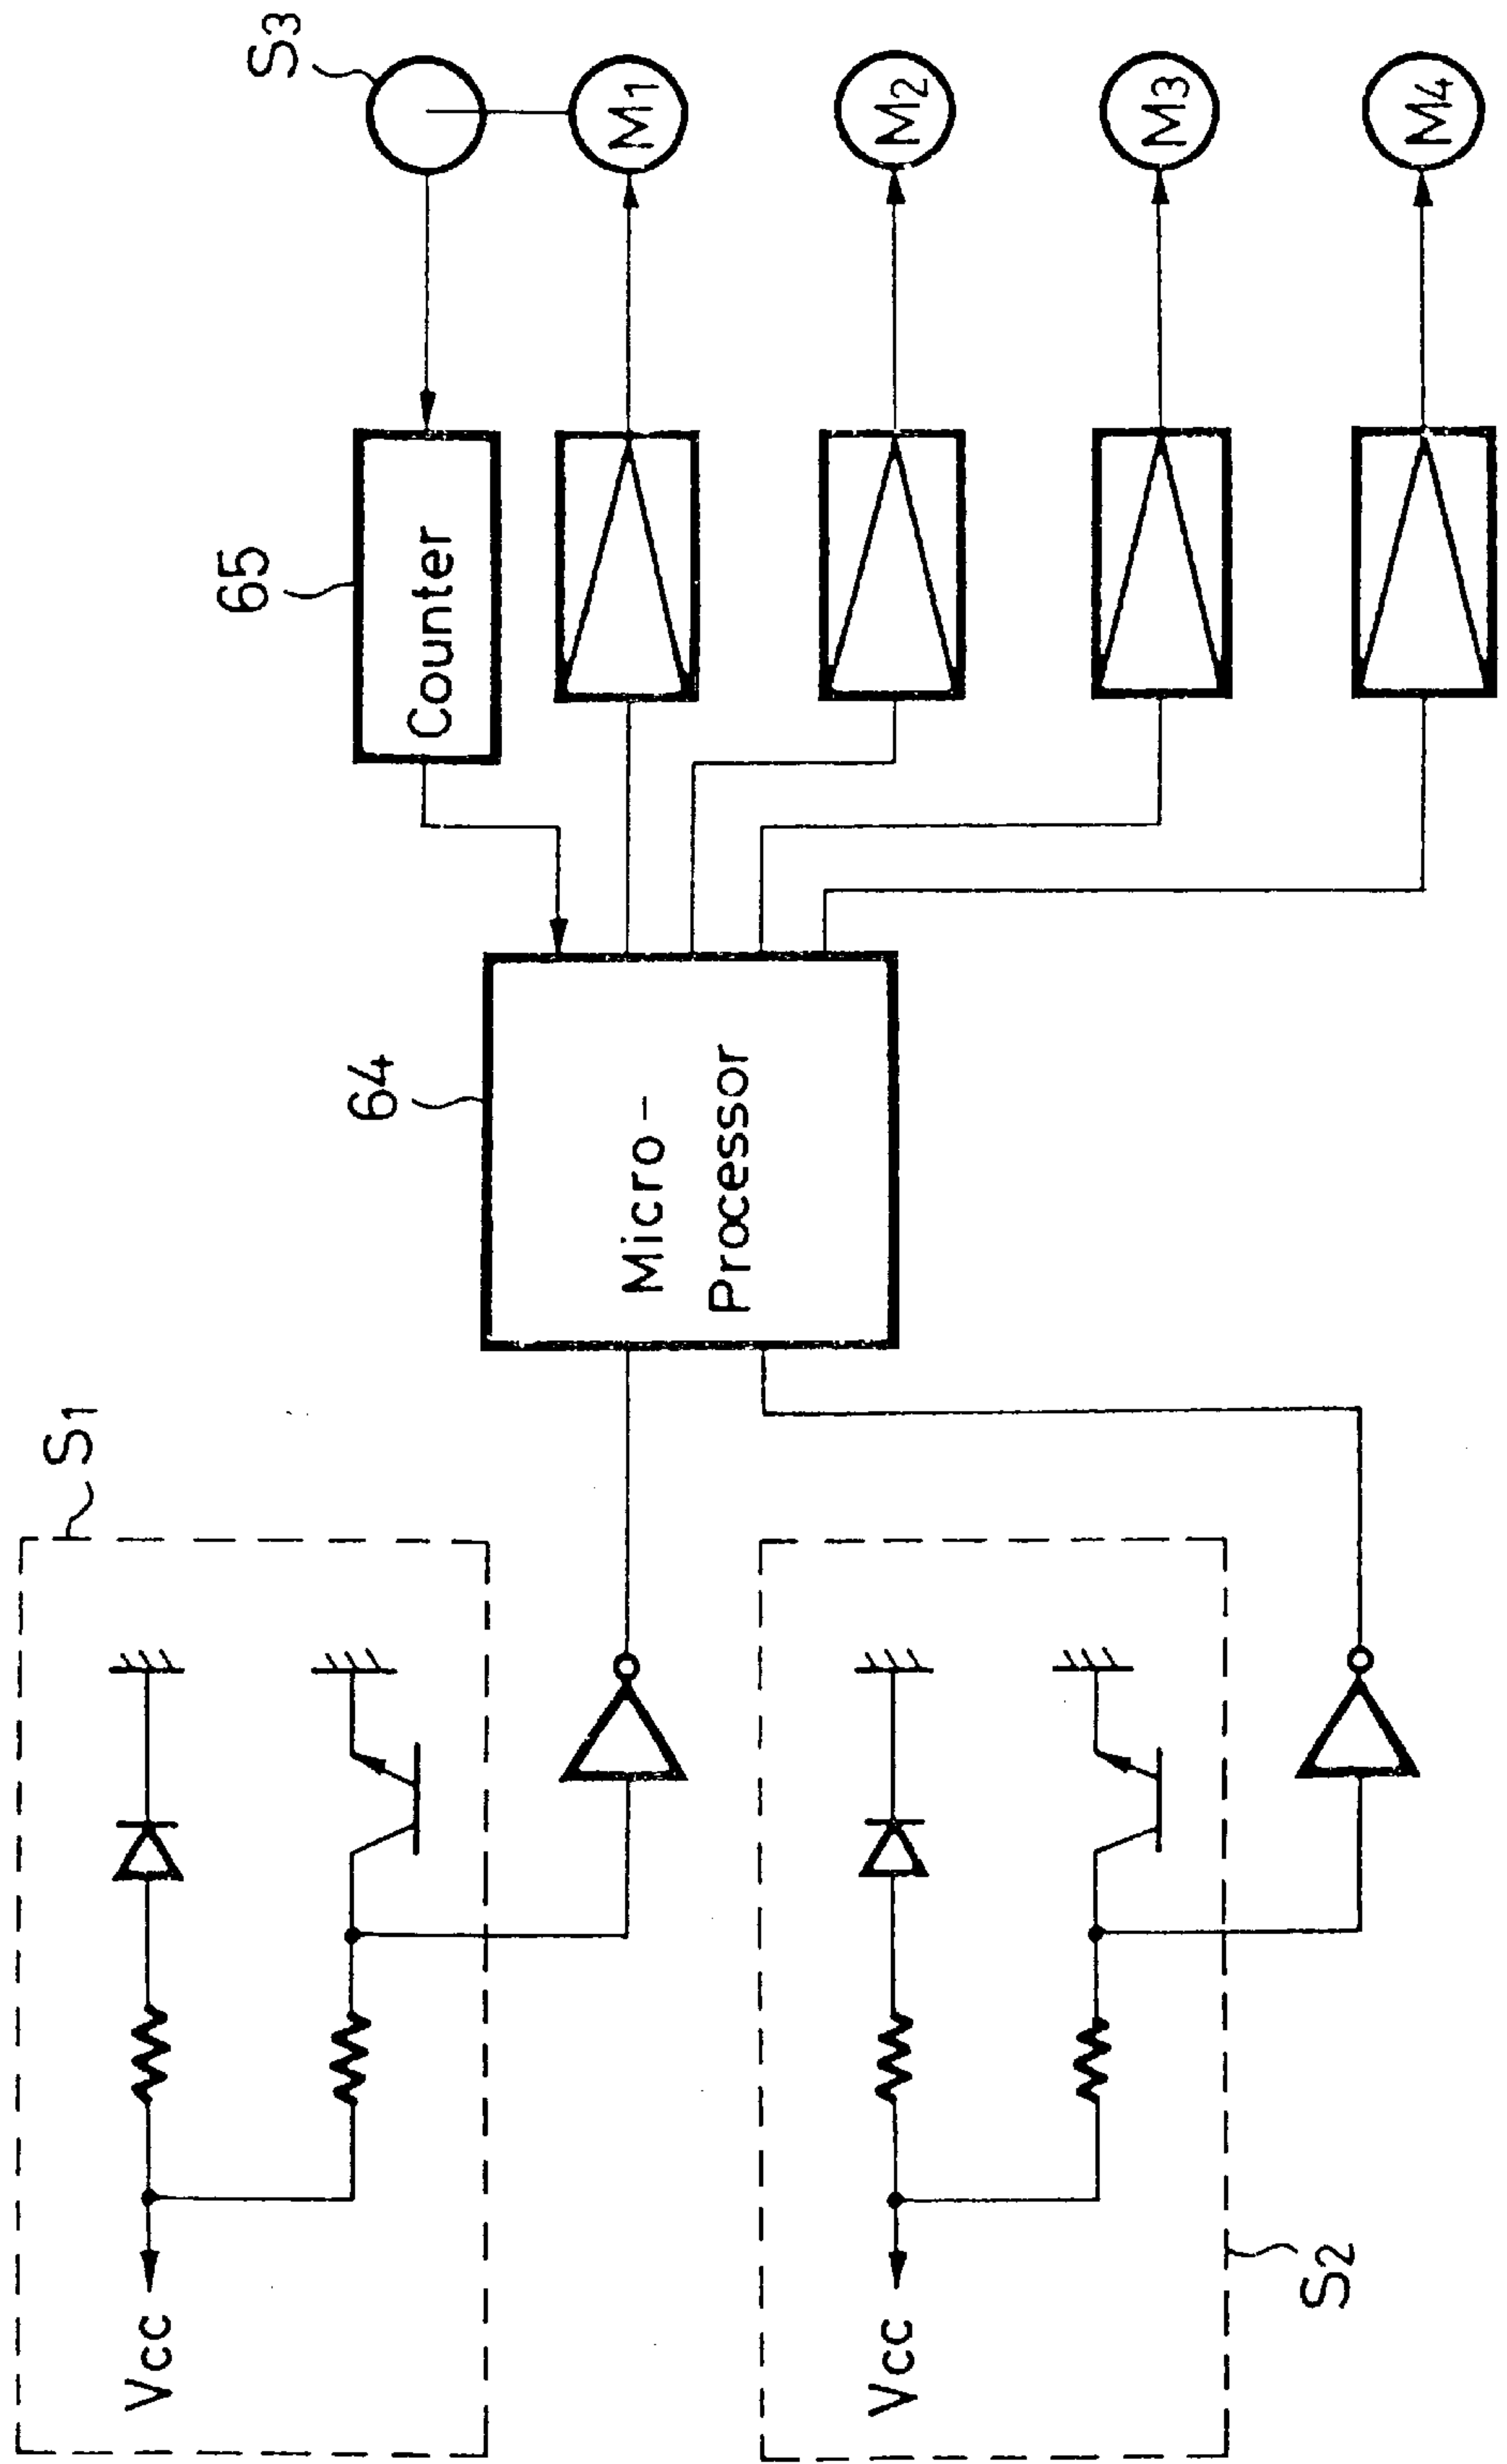 S1
Vcc
Vcc
S2
64
Micro-
Processor
65
Counter
S3
M1
M2
M3
M4